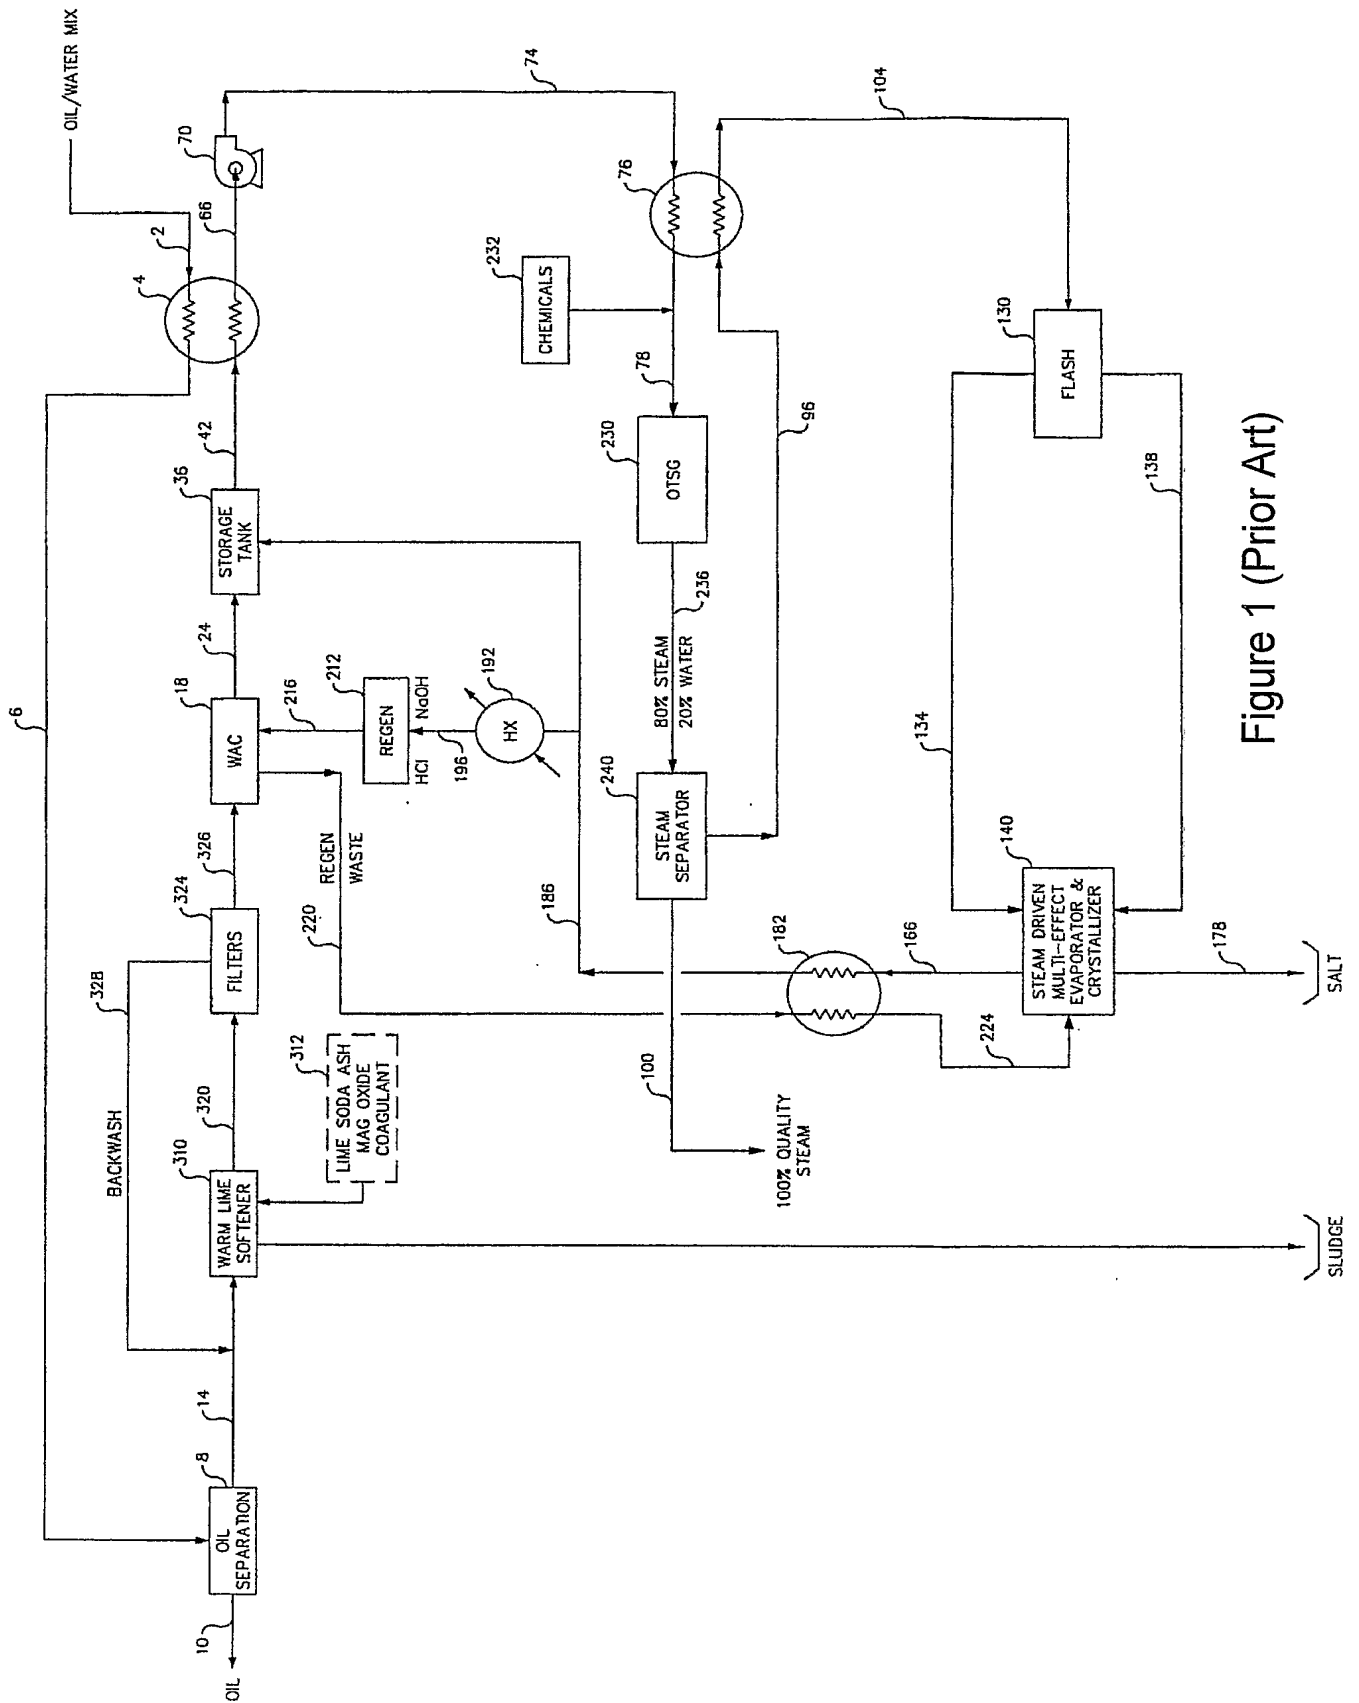 OIL/WATER MIX
2
4
6
66
70
74
OIL
10
OIL
SEPARATION
8
14
BACKWASH
328
WARM LIME
SOFTENER
310
320
FILTERS
324
326
WAC
18
24
STORAGE
TANK
36
42
LIME SODA ASH
MAG OXIDE
COAGULANT
312
REGEN
WASTE
220
216
REGEN
212
HCl
NaOH
196
HX
192
186
CHEMICALS
232
76
78
OTSG
230
80% STEAM
20% WATER
236
STEAM
SEPARATOR
240
96
100
100% QUALITY
STEAM
104
FLASH
130
134
138
STEAM DRIVEN
MULTI-EFFECT
EVAPORATOR &
CRYSTALLIZER
140
166
182
224
178
SALT
SLUDGE
Figure 1 (Prior Art)